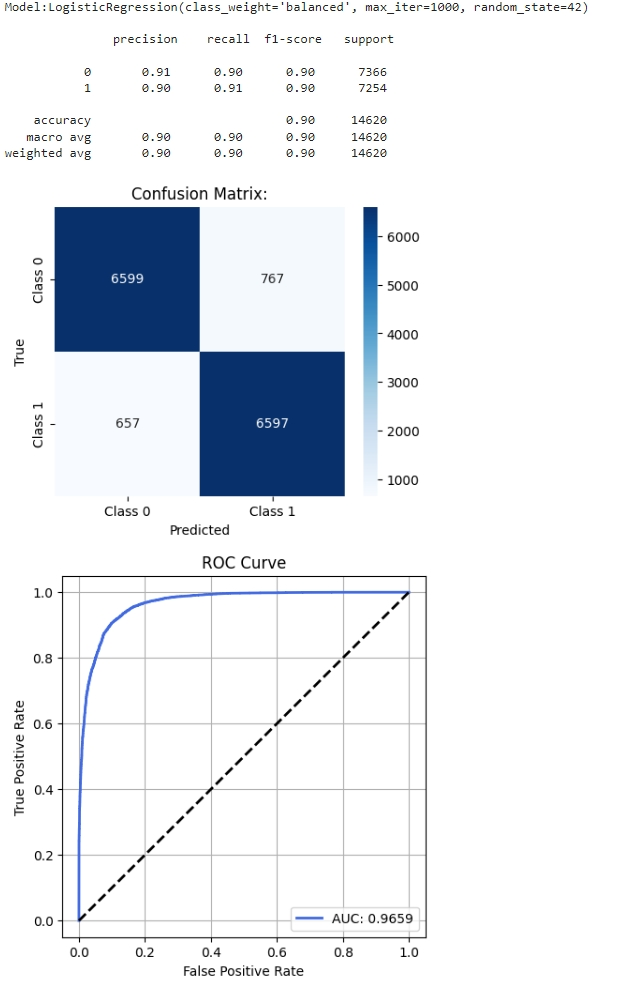 Model:LogisticRegression(class_weight='balanced', max_iter=1000, random_state=42)
precision recall f1-score support
0 0.91 0.90 0.90 7366
1 0.90 0.91 0.90 7254
accuracy 0.90 14620
macro avg 0.90 0.90 0.90 14620
weighted avg 0.90 0.90 0.90 14620
Confusion Matrix:
True
Class 0
Class 1
6599 767
657 6597
Class 0 Class 1
Predicted
6000
5000
4000
3000
2000
1000
ROC Curve
True Positive Rate
1.0
0.8
0.6
0.4
0.2
0.0
AUC: 0.9659
0.0 0.2 0.4 0.6 0.8 1.0
False Positive Rate